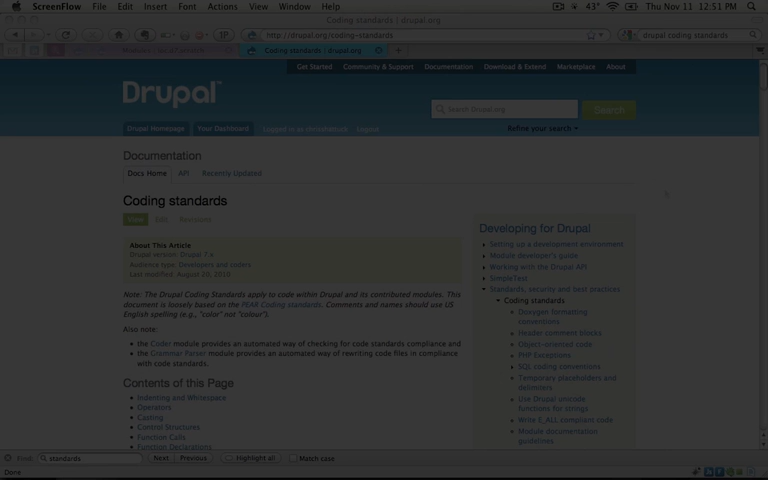 ScreenFlow File Edit Insert Font Actions View Window Help 43° Thu Nov 11 12:51 PM
Coding standards | drupal.org
http://drupal.org/coding-standards drupal coding standards
Coding standards | drupal.org
Get Started Community & Support Documentation Download & Extend Marketplace About
Drupal™
Search Drupal.org Search
Drupal Homepage Your Dashboard Logged in as Logout Refine your search
Documentation
Docs Home API Recently Updated
Coding standards
View Edit Revisions
About This Article
Drupal version: Drupal 7.x
Audience type: Developers and coders
Last modified: August 20, 2010
Note: The Drupal Coding Standards apply to code within Drupal and its contributed modules. This
document is loosely based on the PEAR Coding standards. Comments and names should use US
English spelling (e.g., "color" not "colour").
Also note:
the Coder module provides an automated way of checking for code standards compliance and
the Grammar Parser module provides an automated way of rewriting code files in compliance
with code standards.
Contents of this Page
Indenting and Whitespace
Operators
Casting
Control Structures
Function Calls
Function Declarations
Developing for Drupal
Setting up a development environment
Module developer's guide
Working with the Drupal API
SimpleTest
Standards, security and best practices
Coding standards
Doxygen formatting
conventions
Header comment blocks
Object-oriented code
PHP Exceptions
SQL coding conventions
Temporary placeholders and
delimiters
Use Drupal unicode
functions for strings
Write E_ALL compliant code
Module documentation
guidelines
Find: standards Next Previous Highlight all Match case
Done